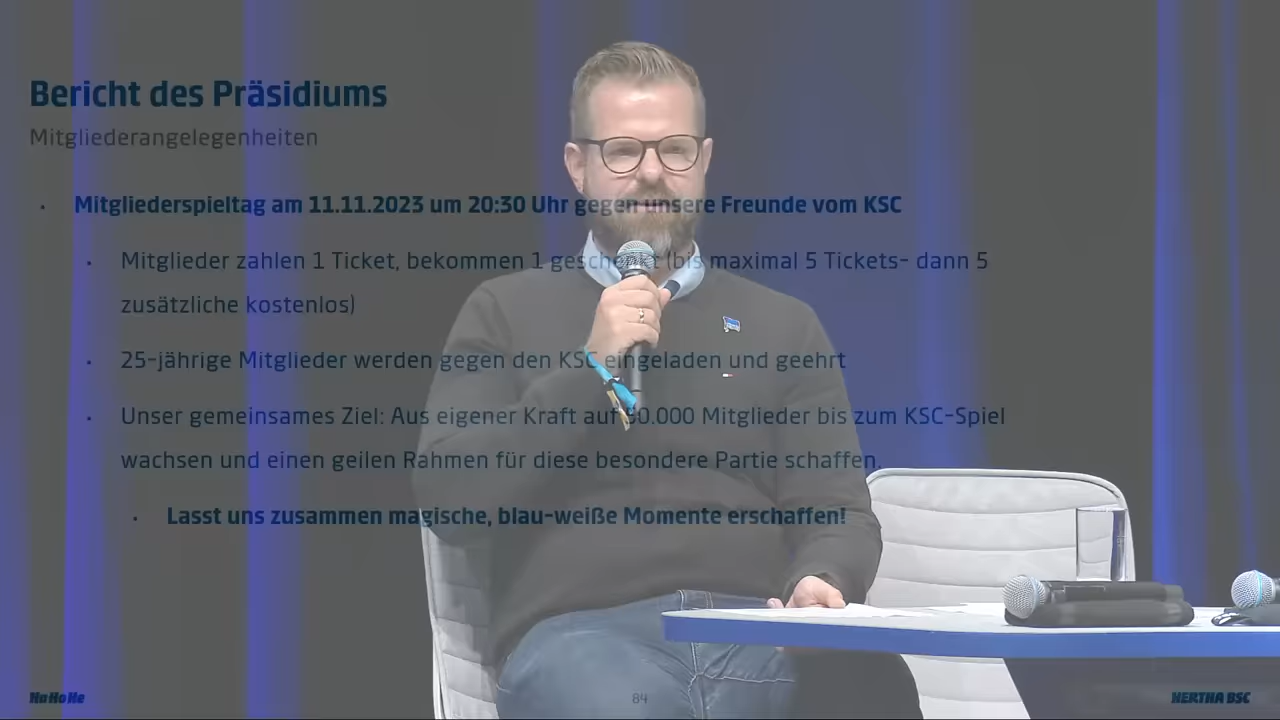 Bericht des Präsidiums
Mitgliederangelegenheiten
• Mitgliederspieltag am 11.11.2023 um 20:30 Uhr gegen unsere Freunde vom KSC
• Mitglieder zahlen 1 Ticket, bekommen 1 geschenkt (bis maximal 5 Tickets- dann 5
zusätzliche kostenlos)
• 25-jährige Mitglieder werden gegen den KSC eingeladen und geehrt
• Unser gemeinsames Ziel: Aus eigener Kraft auf 50.000 Mitglieder bis zum KSC-Spiel
wachsen und einen geilen Rahmen für diese besondere Partie schaffen.
• Lasst uns zusammen magische, blau-weiße Momente erschaffen!
HaHoHe 84 HERTHA BSC